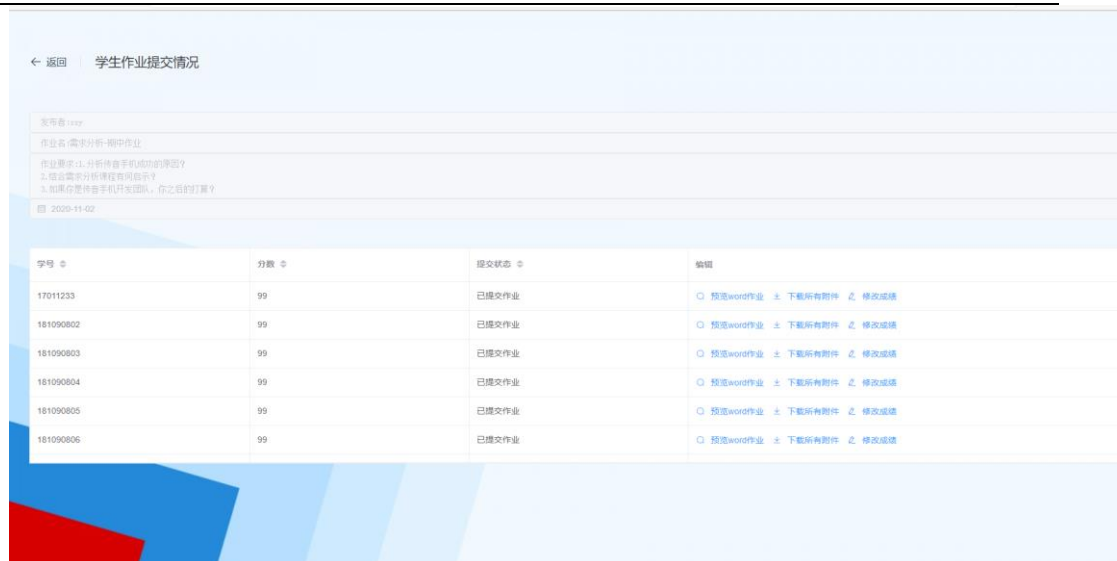 返回 学生作业提交情况
发布者:xxx
作业名:需求分析-期中作业
作业要求:1.分析传音手机成功的原因?
2.结合需求分析课程有何启示?
3.如果你是传音手机开发团队，你之后的打算?
2020-11-02
学号 分数 提交状态 编辑
17011233 99 已提交作业 预览word作业 下载所有附件 修改成绩
181090802 99 已提交作业 预览word作业 下载所有附件 修改成绩
181090803 99 已提交作业 预览word作业 下载所有附件 修改成绩
181090804 99 已提交作业 预览word作业 下载所有附件 修改成绩
181090805 99 已提交作业 预览word作业 下载所有附件 修改成绩
181090806 99 已提交作业 预览word作业 下载所有附件 修改成绩